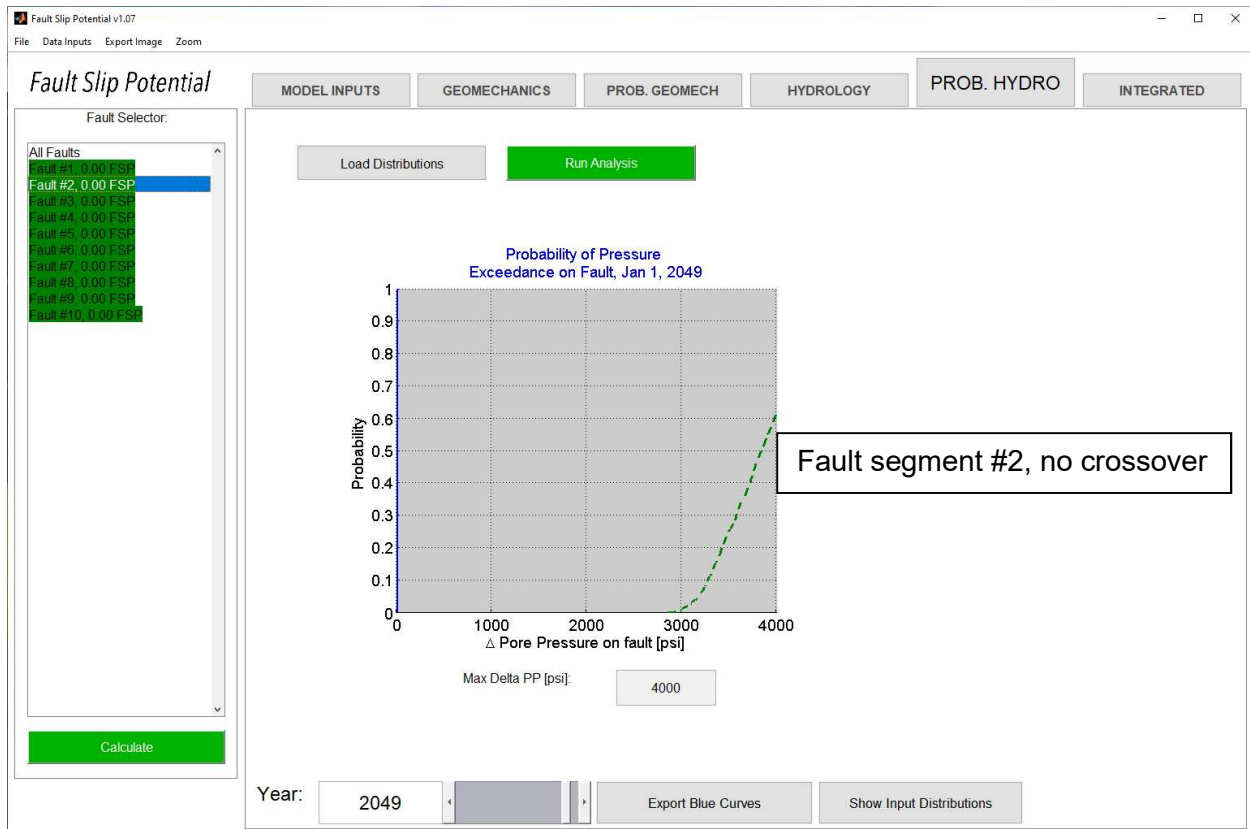 Fault Slip Potential v1.07
File Data Inputs Export Image Zoom
Fault Slip Potential
MODEL INPUTS
GEOMECHANICS
PROB. GEOMECH
HYDROLOGY
PROB. HYDRO
INTEGRATED
Fault Selector:
All Faults
Fault #1, 0.00 FSP
Fault #2, 0.00 FSP
Fault #3, 0.00 FSP
Fault #4, 0.00 FSP
Fault #5, 0.00 FSP
Fault #6, 0.00 FSP
Fault #7, 0.00 FSP
Fault #8, 0.00 FSP
Fault #9, 0.00 FSP
Fault #10, 0.00 FSP
Calculate
Load Distributions
Run Analysis
Probability of Pressure
Exceedance on Fault, Jan 1, 2049
1
0.9
0.8
0.7
0.6
0.5
0.4
0.3
0.2
0.1
0
Probability
0 1000 2000 3000 4000
Δ Pore Pressure on fault [psi]
Fault segment #2, no crossover
Max Delta PP [psi]:
4000
Year:
2049
Export Blue Curves
Show Input Distributions